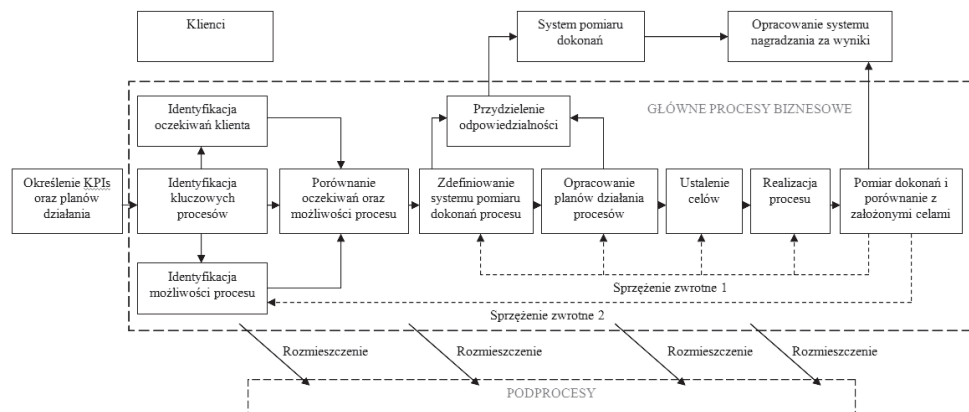 Klienci
System pomiaru
dokonań
Opracowanie systemu
nagradzania za wyniki
Identyfikacja
oczekiwań klienta
Przydzielenie
odpowiedzialności
GŁÓWNE PROCESY BIZNESOWE
Określenie KPIs
oraz planów
działania
Identyfikacja
kluczowych
procesów
Porównanie
oczekiwań oraz
możliwości procesu
Zdefiniowanie
systemu pomiaru
dokonań procesu
Opracowanie
planów działania
procesów
Ustalenie
celów
Realizacja
procesu
Pomiar dokonań i
porównanie z
założonymi celami
Identyfikacja
możliwości procesu
Sprzężenie zwrotne 1
Sprzężenie zwrotne 2
Rozmieszczenie
Rozmieszczenie
Rozmieszczenie
Rozmieszczenie
PODPROCESY